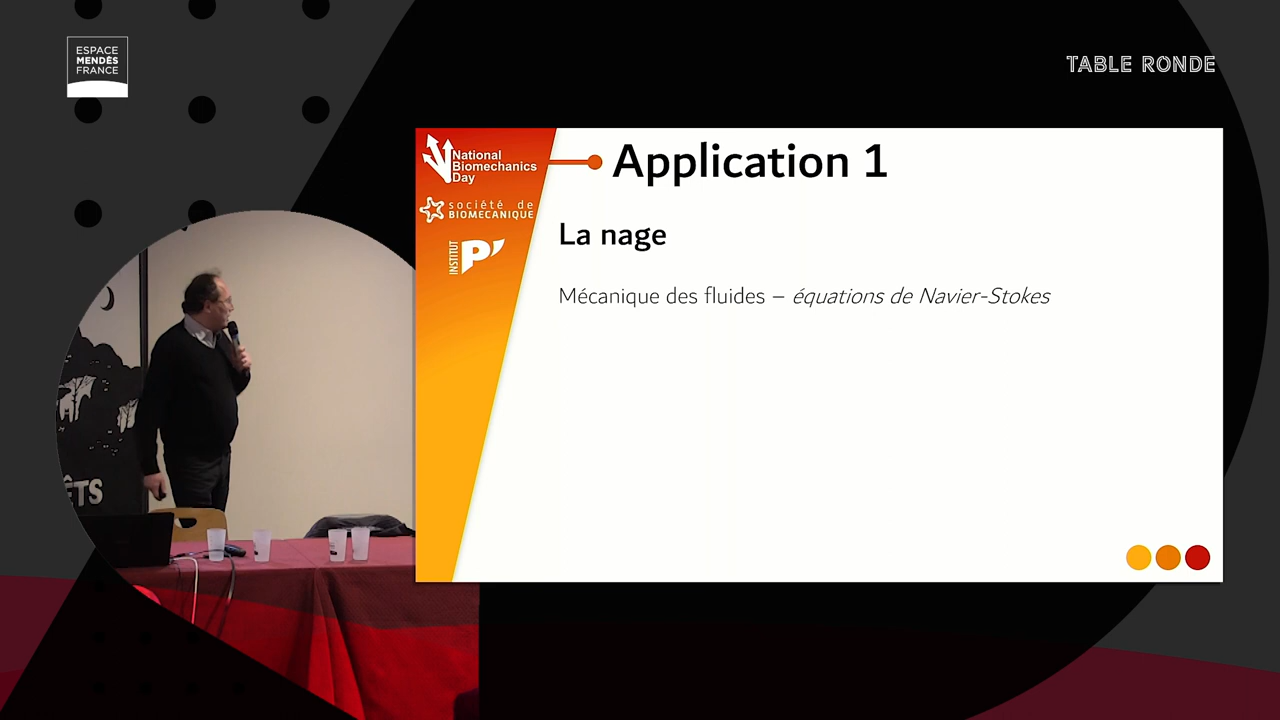 ESPACE
MENDÈS
FRANCE
TABLE RONDE
National
Biomechanics
Day
société de
BIOMECANIQUE
INSTITUT
P'
Application 1
La nage
Mécanique des fluides – équations de Navier-Stokes
ÊTS